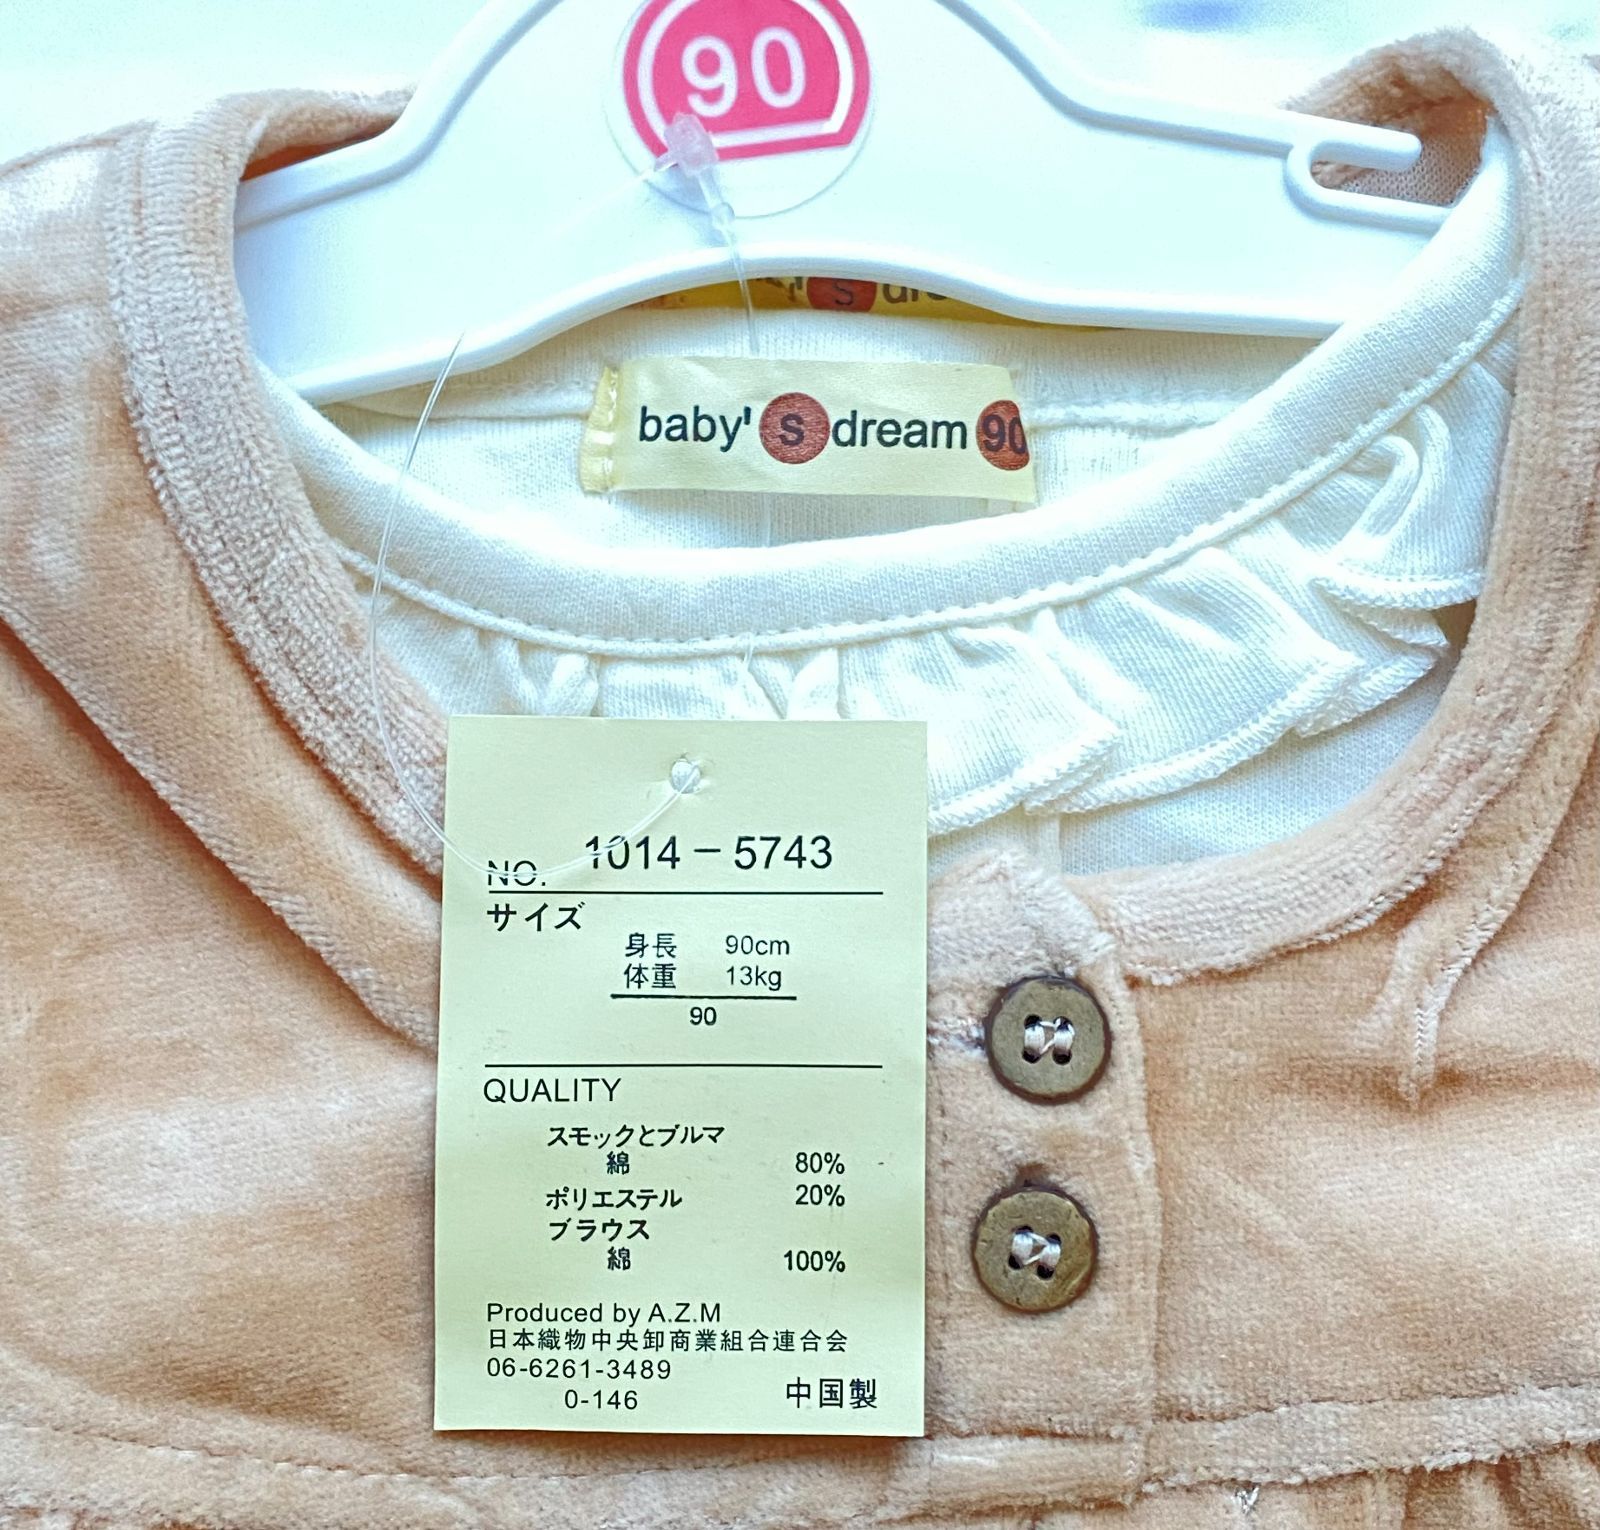 90
s
baby's dream 90
NO. 1014-5743
サイズ
身長 90cm
体重 13kg
90
QUALITY
スモックとブルマ
綿 80%
ポリエステル 20%
ブラウス
綿 100%
Produced by A.Z.M
日本織物中央卸商業組合連合会
06-6261-3489
0-146 中国製